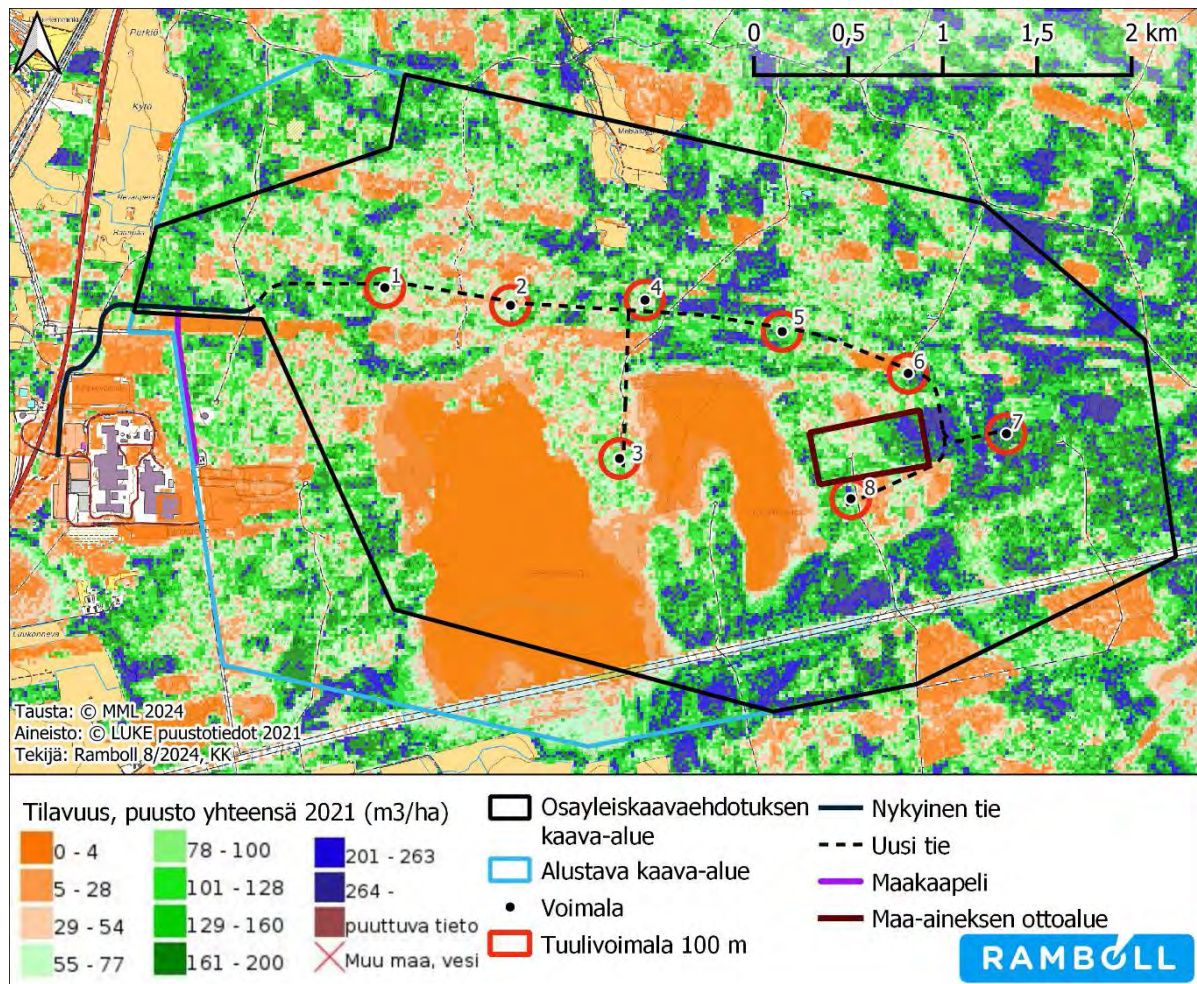 Purkiö
Kytö
0 0,5 1 1,5 2 km
1
2
4
5
6
7
3
8
Tausta: © MML 2024
Aineisto: © LUKE puustotiedot 2021
Tekijä: Ramboll 8/2024, KK
Tilavuus, puusto yhteensä 2021 (m3/ha)
0 - 4
5 - 28
29 - 54
55 - 77
78 - 100
101 - 128
129 - 160
161 - 200
201 - 263
264 -
puuttuva tieto
Muu maa, vesi
Osayleiskaavaehdotuksen
kaava-alue
Alustava kaava-alue
Voimala
Tuulivoimala 100 m
Nykyinen tie
Uusi tie
Maakaapeli
Maa-aineksen ottoalue
RAMBOLL